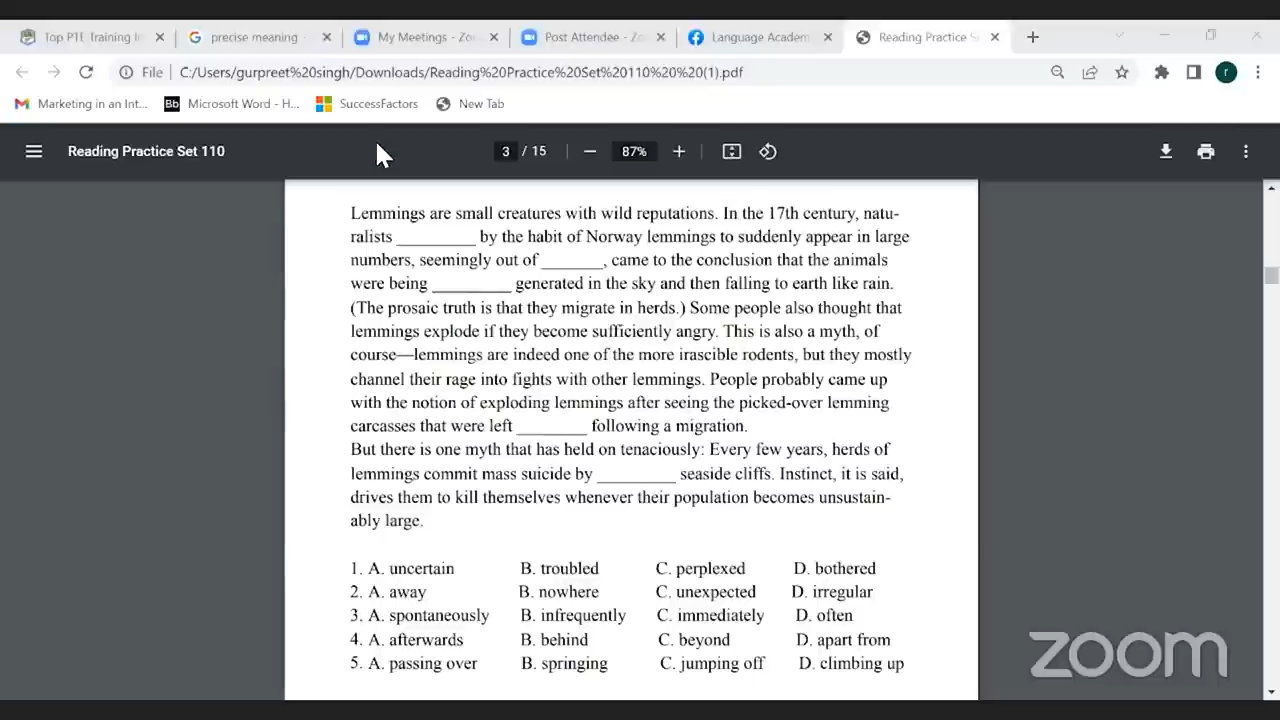 Top PTE Training In
precise meaning -
My Meetings - Zoo
Post Attendee - Zo
Language Academ
Reading Practice S
File C:/Users/gurpreet%20singh/Downloads/Reading%20Practice%20Set%20110%20%20(1).pdf
r
Marketing in an Int...
Bb Microsoft Word - H...
SuccessFactors
New Tab
Reading Practice Set 110
3 / 15
87%
Lemmings are small creatures with wild reputations. In the 17th century, natu-
ralists _________ by the habit of Norway lemmings to suddenly appear in large
numbers, seemingly out of _______, came to the conclusion that the animals
were being _________ generated in the sky and then falling to earth like rain.
(The prosaic truth is that they migrate in herds.) Some people also thought that
lemmings explode if they become sufficiently angry. This is also a myth, of
course—lemmings are indeed one of the more irascible rodents, but they mostly
channel their rage into fights with other lemmings. People probably came up
with the notion of exploding lemmings after seeing the picked-over lemming
carcasses that were left ________ following a migration.
But there is one myth that has held on tenaciously: Every few years, herds of
lemmings commit mass suicide by _________ seaside cliffs. Instinct, it is said,
drives them to kill themselves whenever their population becomes unsustain-
ably large.
1. A. uncertain B. troubled C. perplexed D. bothered
2. A. away B. nowhere C. unexpected D. irregular
3. A. spontaneously B. infrequently C. immediately D. often
4. A. afterwards B. behind C. beyond D. apart from
5. A. passing over B. springing C. jumping off D. climbing up
zoom